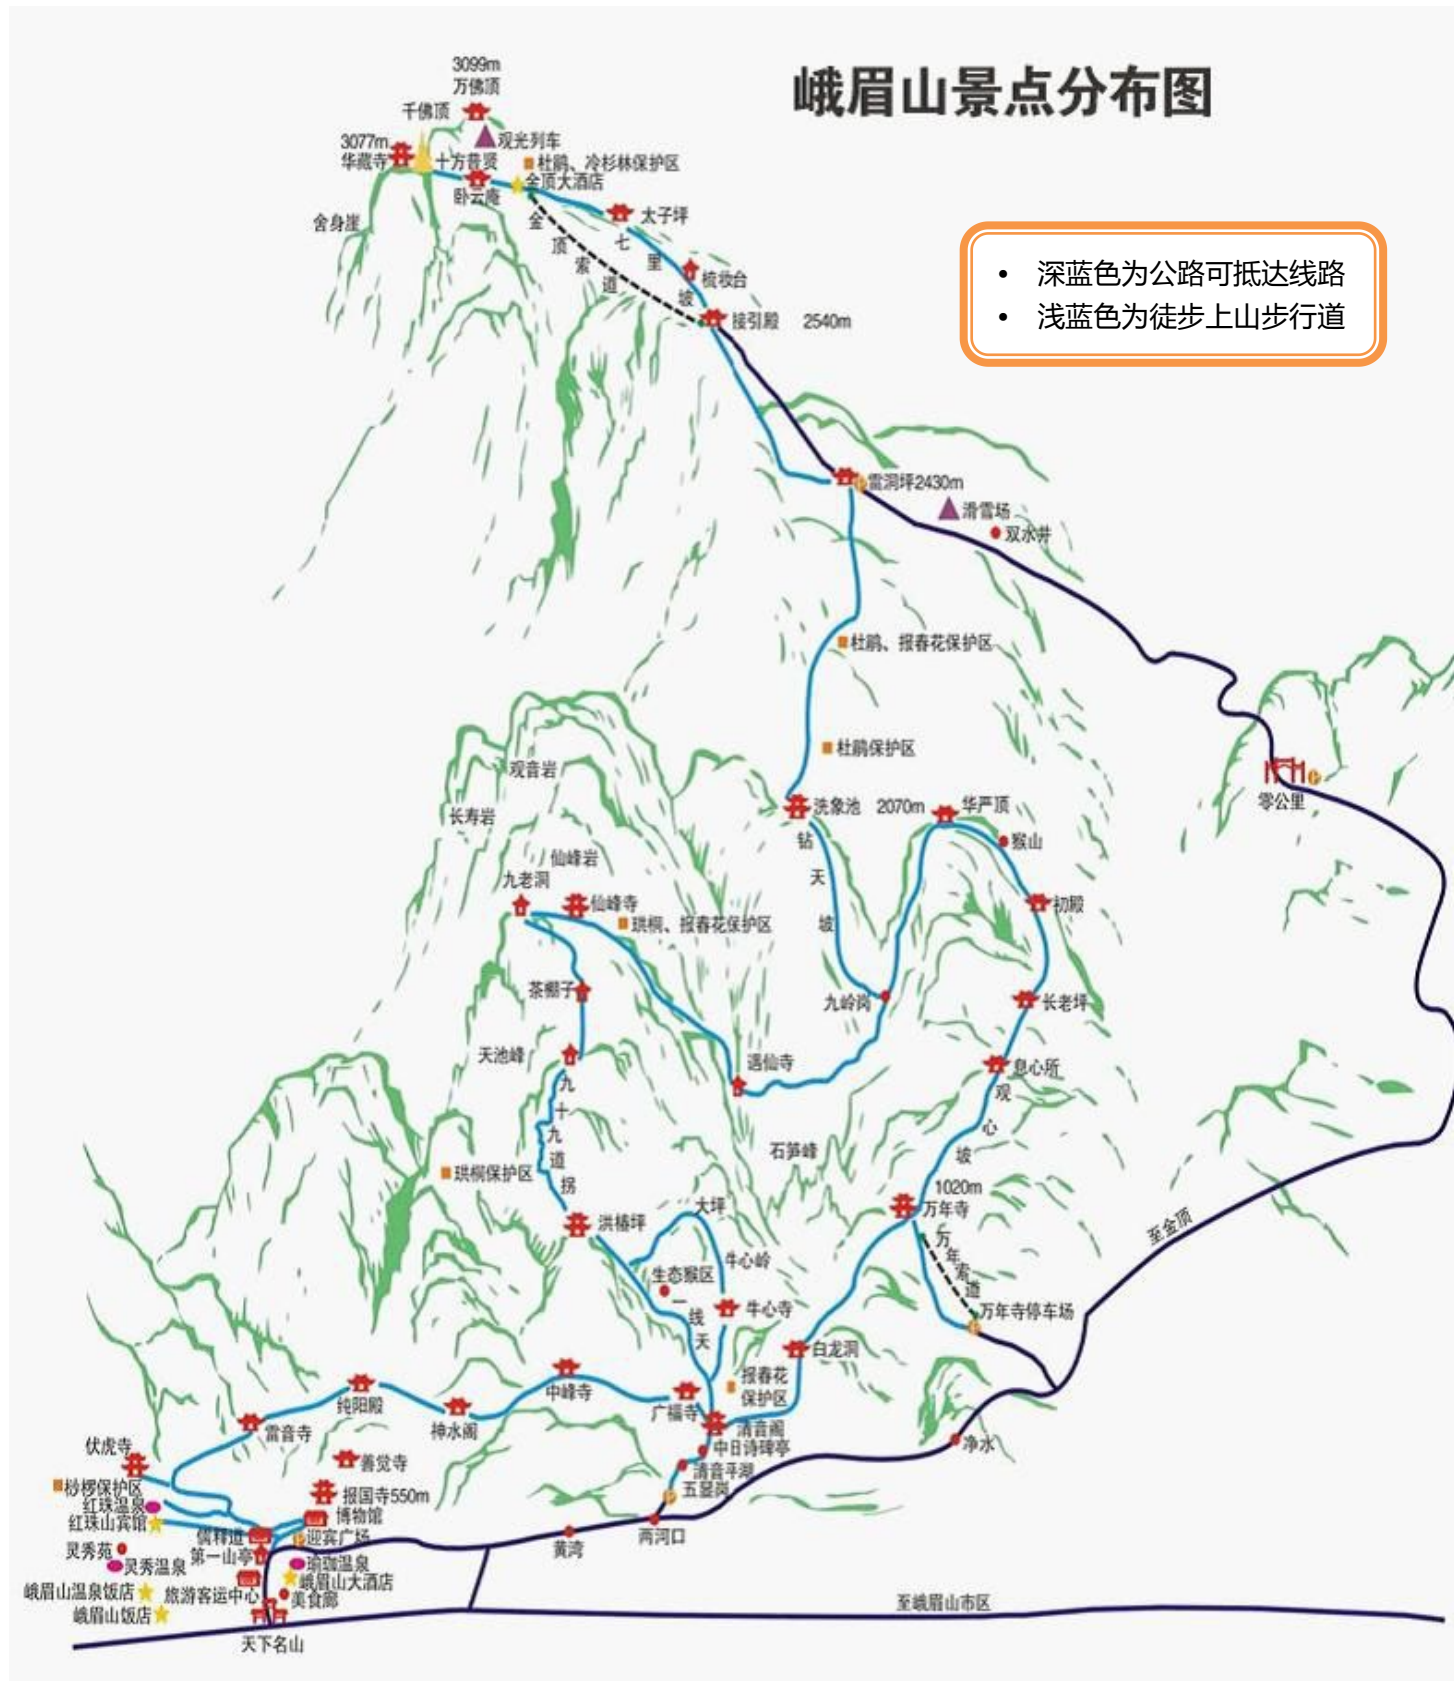 峨眉山景点分布图
• 深蓝色为公路可抵达线路
• 浅蓝色为徒步上山步行道
3099m
万佛顶
千佛顶
观光列车
3077m
华藏寺
十方普贤
杜鹃、冷杉林保护区
金顶大酒店
卧云庵
舍身崖
太子坪
金顶索道
七里坡
梳妆台
接引殿 2540m
雷洞坪2430m
滑雪场
双水井
杜鹃、报春花保护区
杜鹃保护区
零公里
观音岩
长寿岩
洗象池 2070m
华严顶
猴山
钻天坡
仙峰岩
九老洞
仙峰寺
珙桐、报春花保护区
初殿
茶棚子
九岭岗
长老坪
天池峰
遇仙寺
息心所
九十九道拐
观心坡
石笋峰
珙桐保护区
1020m
万年寺
洪椿坪
大坪
至金顶
万年索道
牛心岭
生态猴区
一线天
牛心寺
万年寺停车场
白龙洞
报春花
保护区
中峰寺
纯阳殿
广福寺
神水阁
清音阁
雷音寺
中日诗碑亭
净水
伏虎寺
善觉寺
清音平湖
桫椤保护区
五显岗
报国寺550m
红珠温泉
博物馆
红珠山宾馆
儒释道
迎宾广场
两河口
黄湾
灵秀苑
第一山亭
灵秀温泉
瑜珈温泉
峨眉山大酒店
峨眉山温泉饭店
旅游客运中心
美食廊
至峨眉山市区
峨眉山饭店
天下名山